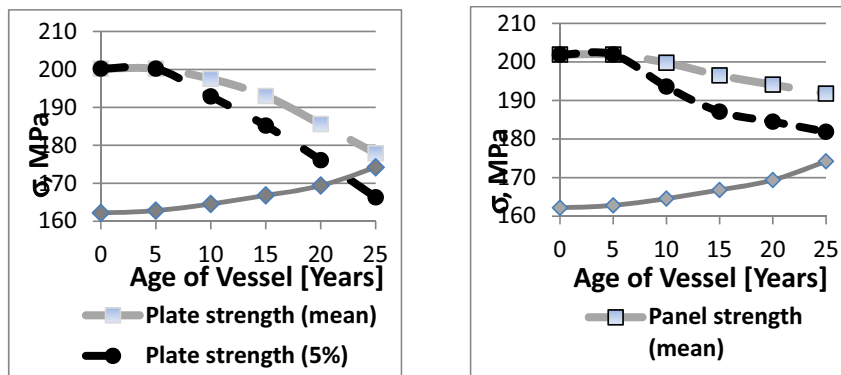 210
200
190
180
170
160
σ, MPa
0 5 10 15 20 25
Age of Vessel [Years]
Plate strength (mean)
Plate strength (5%)
210
200
190
180
170
160
σ, MPa
0 5 10 15 20 25
Age of Vessel [Years]
Panel strength
(mean)